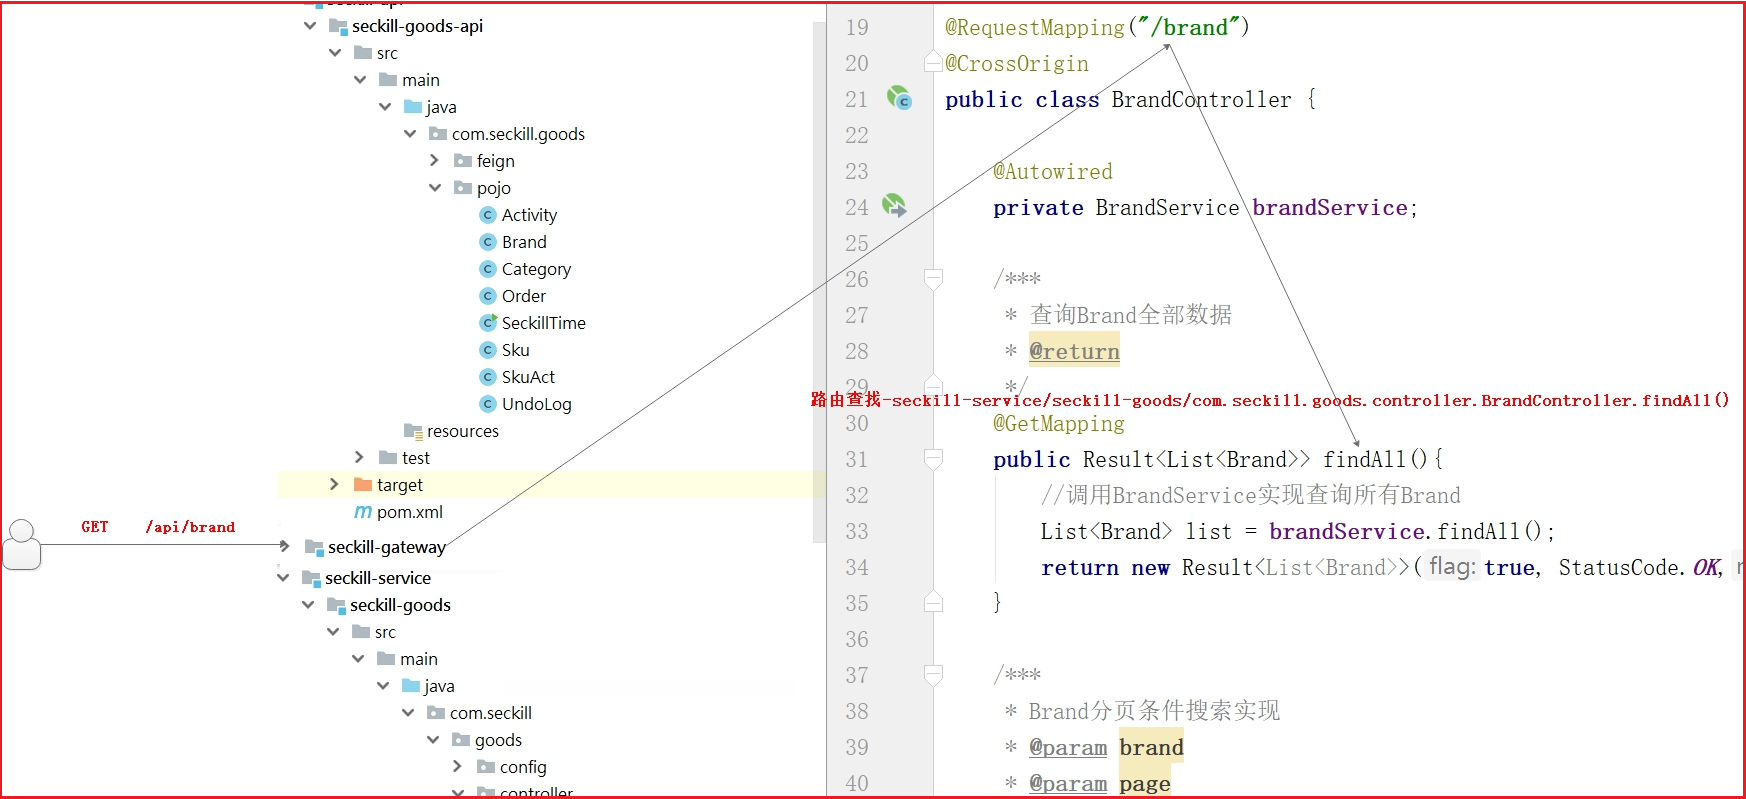 seckill-goods-api
src
main
java
com.seckill.goods
feign
pojo
Activity
Brand
Category
Order
SeckillTime
Sku
SkuAct
UndoLog
resources
test
target
pom.xml
GET /api/brand
seckill-gateway
seckill-service
seckill-goods
src
main
java
com.seckill
goods
config
controller
19 @RequestMapping("/brand")
20 @CrossOrigin
21 public class BrandController {
22
23 @Autowired
24 private BrandService brandService;
25
26 /***
27 * 查询Brand全部数据
28 * @return
29 */
路由查找-seckill-service/seckill-goods/com.seckill.goods.controller.BrandController.findAll()
30 @GetMapping
31 public Result<List<Brand>> findAll(){
32 //调用BrandService实现查询所有Brand
33 List<Brand> list = brandService.findAll();
34 return new Result<List<Brand>>( flag: true, StatusCode.OK,
35 }
36
37 /***
38 * Brand分页条件搜索实现
39 * @param brand
40 * @param page